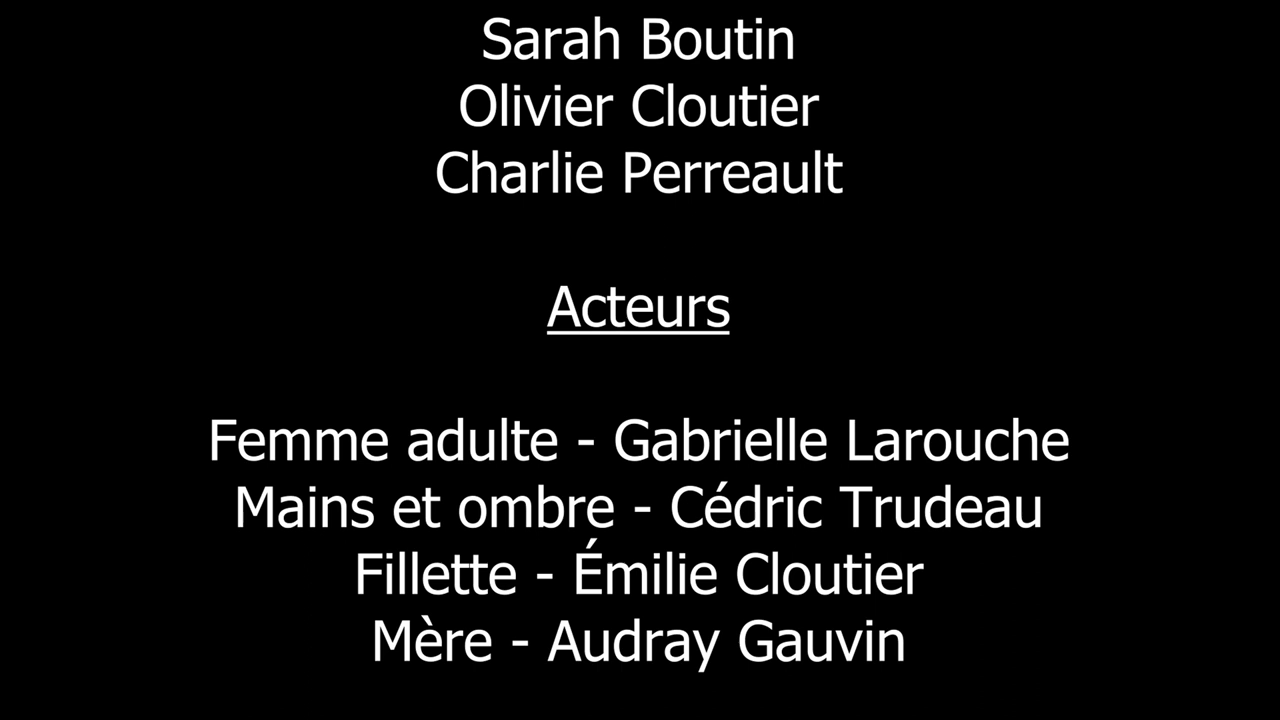 Sarah Boutin
Olivier Cloutier
Charlie Perreault
Acteurs
Femme adulte - Gabrielle Larouche
Mains et ombre - Cédric Trudeau
Fillette - Émilie Cloutier
Mère - Audray Gauvin